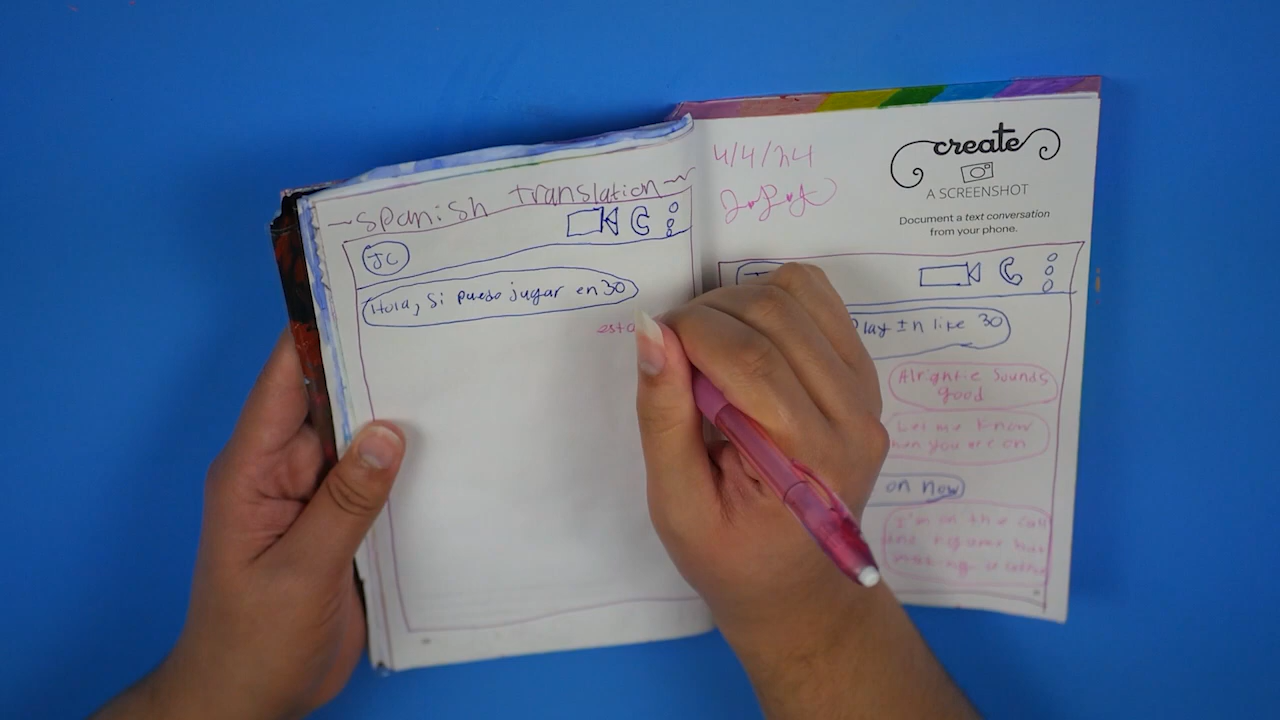 ~Spanish translation~
JC
Hola, Si puedo jugar en 30
esto
4/4/24
create
A SCREENSHOT
Document a text conversation
from your phone.
Play In like 30
Alright-e Sounds
good
Let me know
when you are on
on now
I'm on the call